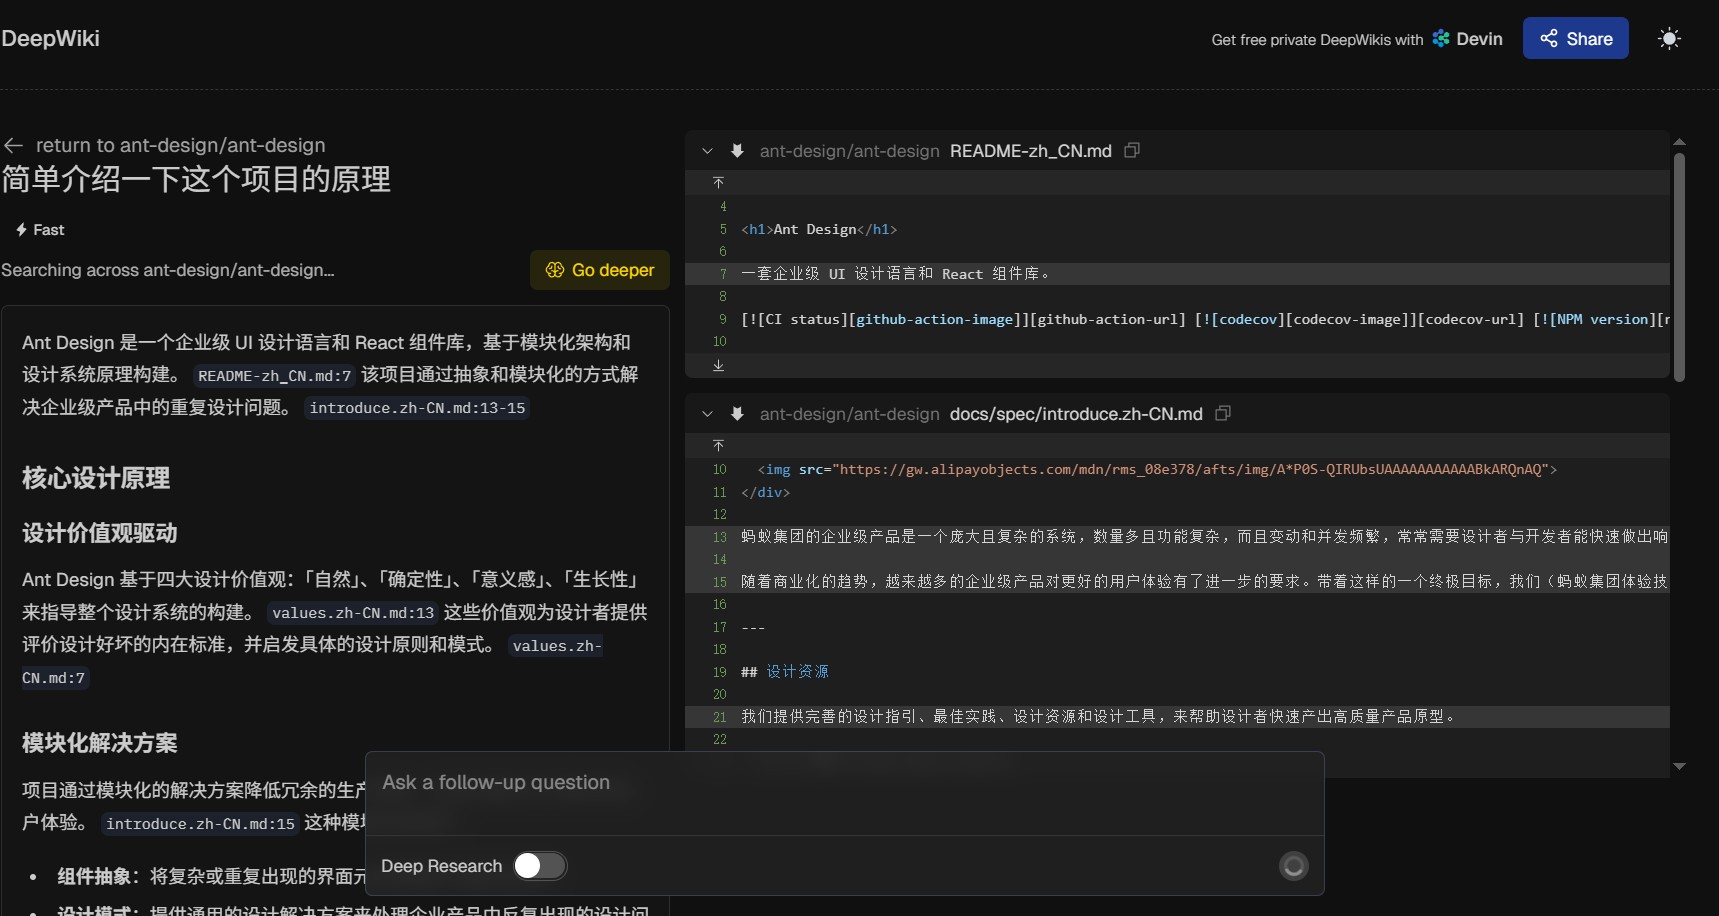 DeepWiki
Get free private DeepWikis with Devin
Share
return to ant-design/ant-design
简单介绍一下这个项目的原理
Fast
Searching across ant-design/ant-design...
Go deeper
Ant Design 是一个企业级 UI 设计语言和 React 组件库，基于模块化架构和
设计系统原理构建。 README-zh_CN.md:7 该项目通过抽象和模块化的方式解
决企业级产品中的重复设计问题。 introduce.zh-CN.md:13-15
核心设计原理
设计价值观驱动
Ant Design 基于四大设计价值观：「自然」、「确定性」、「意义感」、「生长性」
来指导整个设计系统的构建。 values.zh-CN.md:13 这些价值观为设计者提供
评价设计好坏的内在标准，并启发具体的设计原则和模式。 values.zh-
CN.md:7
模块化解决方案
项目通过模块化的解决方案降低冗余的生产
户体验。 introduce.zh-CN.md:15 这种模块
• 组件抽象：将复杂或重复出现的界面元
• 设计模式：提供通用的设计解决方案来处理企业产品中反复出现的设计问
ant-design/ant-design README-zh_CN.md
4
5 <h1>Ant Design</h1>
6
7 一套企业级 UI 设计语言和 React 组件库。
8
9 [![CI status][github-action-image]][github-action-url] [![codecov][codecov-image]][codecov-url] [![NPM version][
10
ant-design/ant-design docs/spec/introduce.zh-CN.md
10 <img src="https://gw.alipayobjects.com/mdn/rms_08e378/afts/img/A*P0S-QIRUbsUAAAAAAAAAAABkARQnAQ">
11 </div>
12
13 蚂蚁集团的企业级产品是一个庞大且复杂的系统，数量多且功能复杂，而且变动和并发频繁，常常需要设计者与开发者能快速做出响
14
15 随着商业化的趋势，越来越多的企业级产品对更好的用户体验有了进一步的要求。带着这样的一个终极目标，我们（蚂蚁集团体验技
16
17 ---
18
19 ## 设计资源
20
21 我们提供完善的设计指引、最佳实践、设计资源和设计工具，来帮助设计者快速产出高质量产品原型。
22
Ask a follow-up question
Deep Research